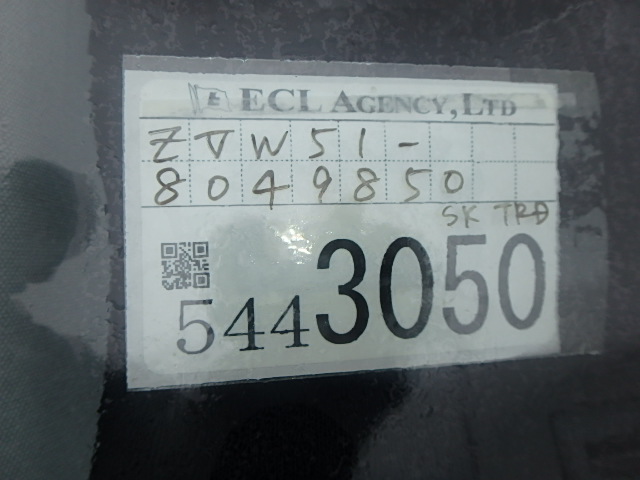 ECL AGENCY, LTD
ZVW51-
8049850
SK TRD
5443050